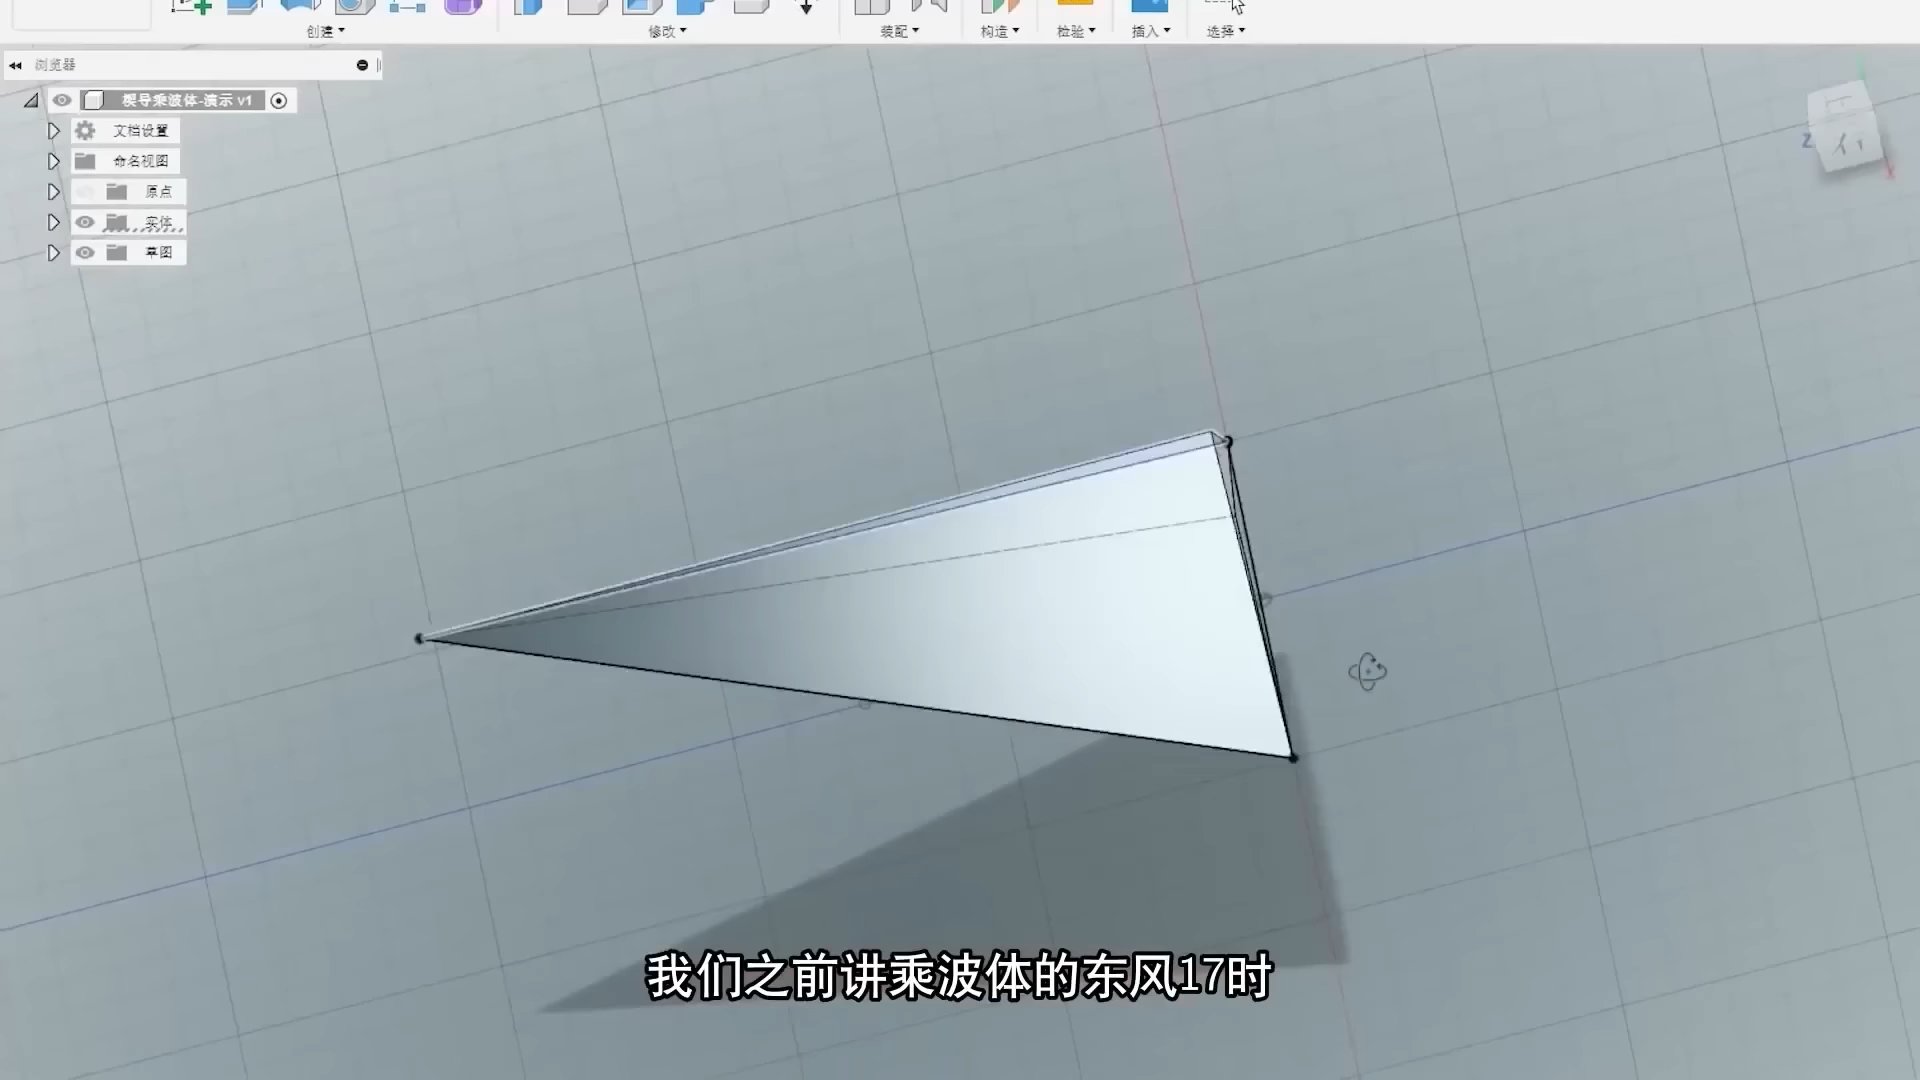 创建 修改 装配 构造 检验 插入 选择
浏览器
楔导乘波体-演示 v1
文档设置
命名视图
原点
实体
草图
Z
X
我们之前讲乘波体的东风17时